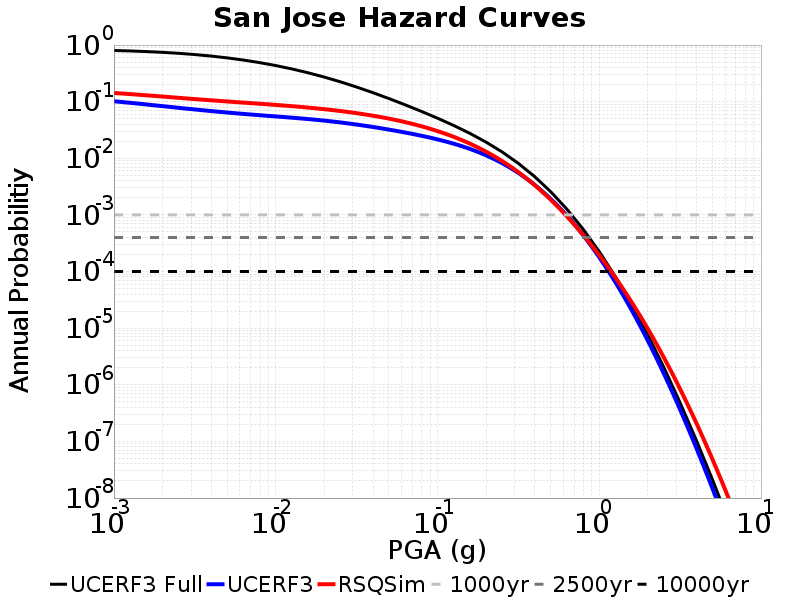 San Jose Hazard Curves
Annual Probabilitiy
10^0
10^-1
10^-2
10^-3
10^-4
10^-5
10^-6
10^-7
10^-8
10^-3 10^-2 10^-1 10^0 10^1
PGA (g)
UCERF3 Full UCERF3 RSQSim 1000yr 2500yr 10000yr